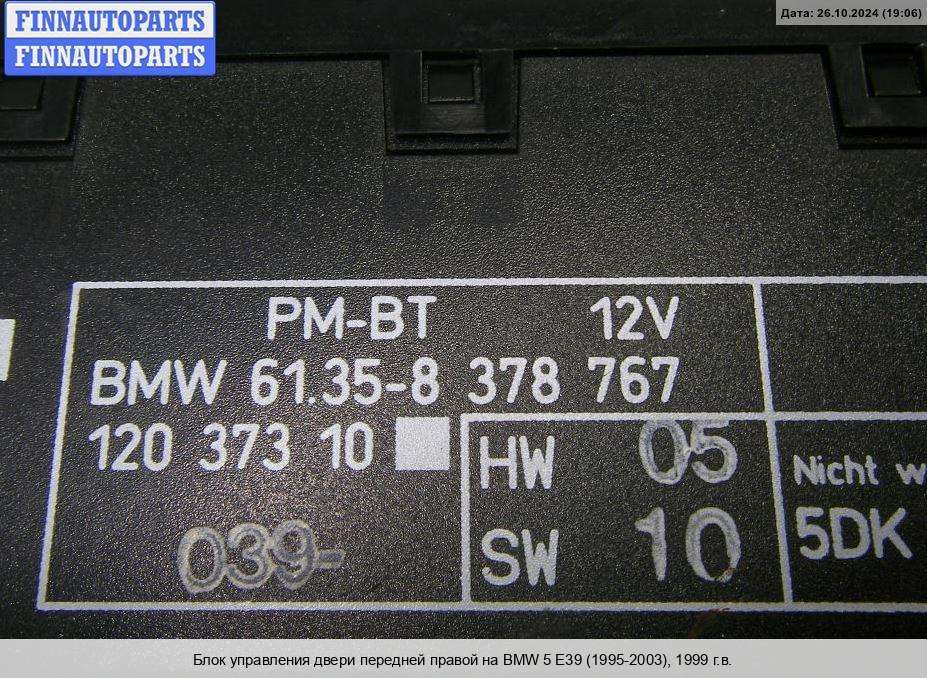 FINNAUTOPARTS
FINNAUTOPARTS
Дата: 26.10.2024 (19:06)
PM-BT 12V
BMW 61.35-8 378 767
120 373 10
HW 05
SW 10
039-
Nicht
5DK
Блок управления двери передней правой на BMW 5 E39 (1995-2003), 1999 г.в.